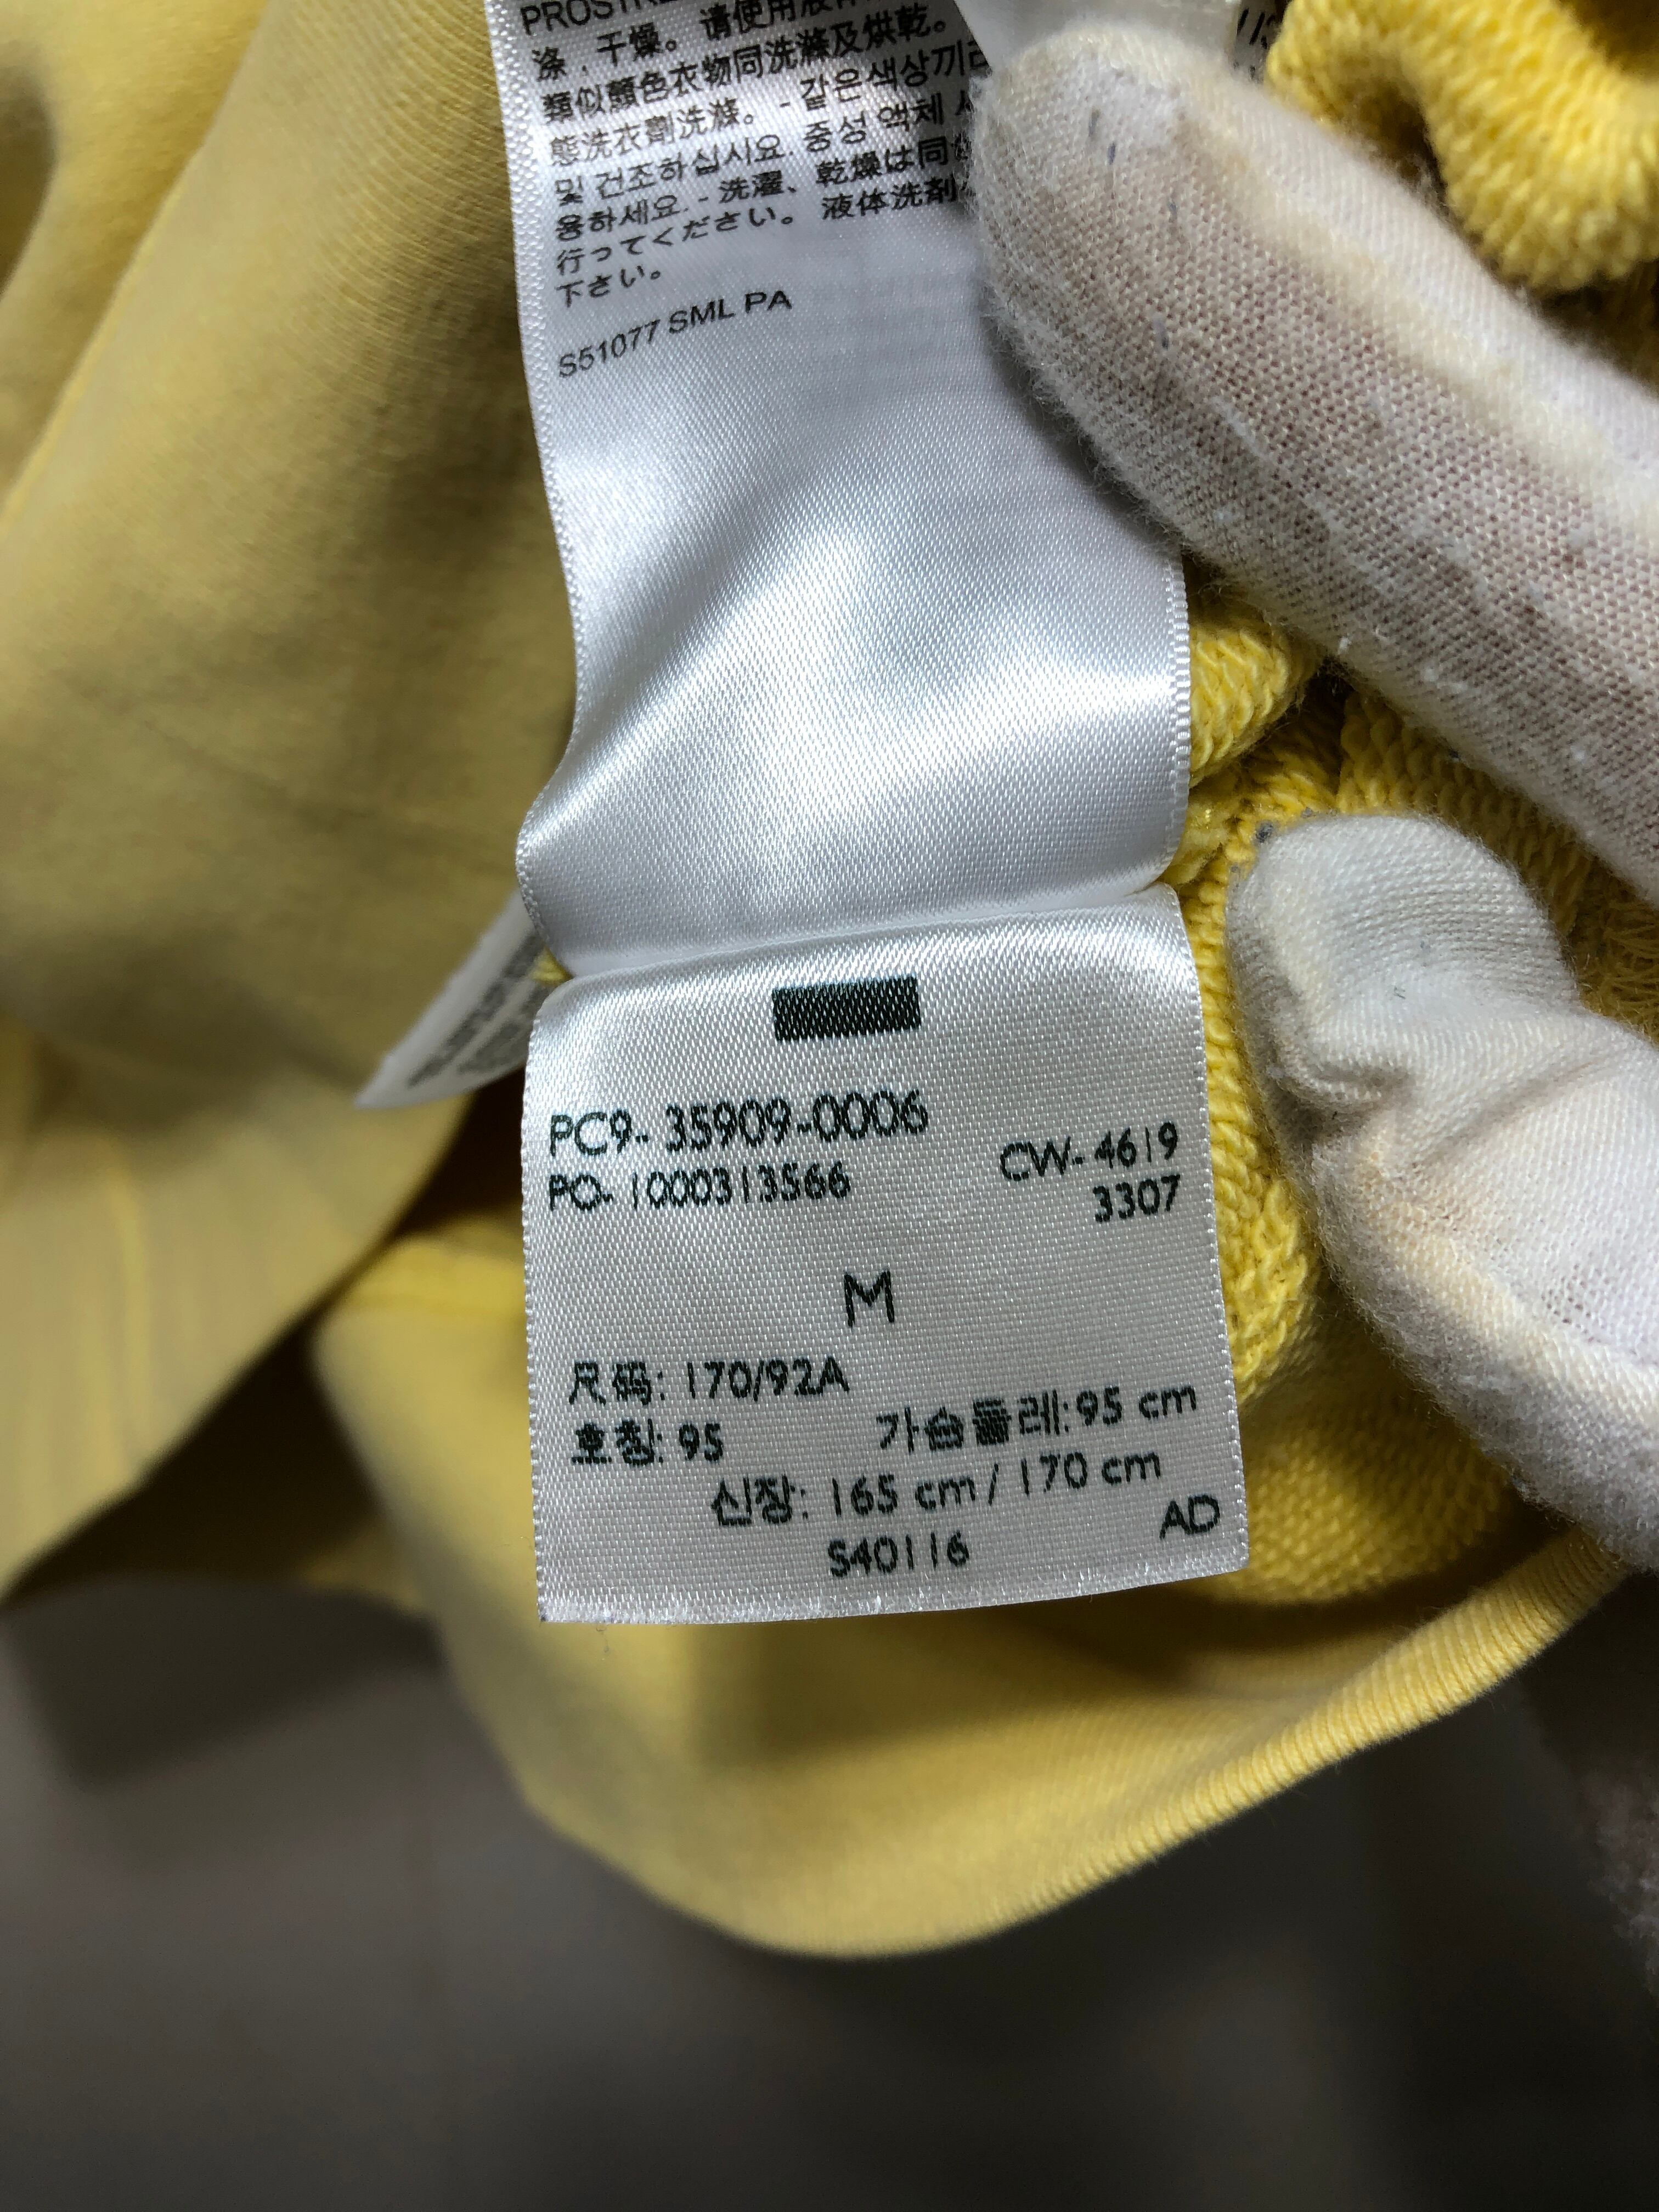 涤，干燥。请使用液
類似顏色衣物同洗滌及烘乾。
態洗衣劑洗滌。 - 같은색상끼리
및 건조하십시요. 중성 액체
용하세요. - 洗濯、乾燥は同
行ってください。 液体洗剤
下さい。
S51077 SML PA
PC9-35909-0006
CW-4619
PO-1000313566
3307
M
尺码: 170/92A
호칭: 95 가슴둘레: 95 cm
신장: 165 cm / 170 cm
S40116
AD